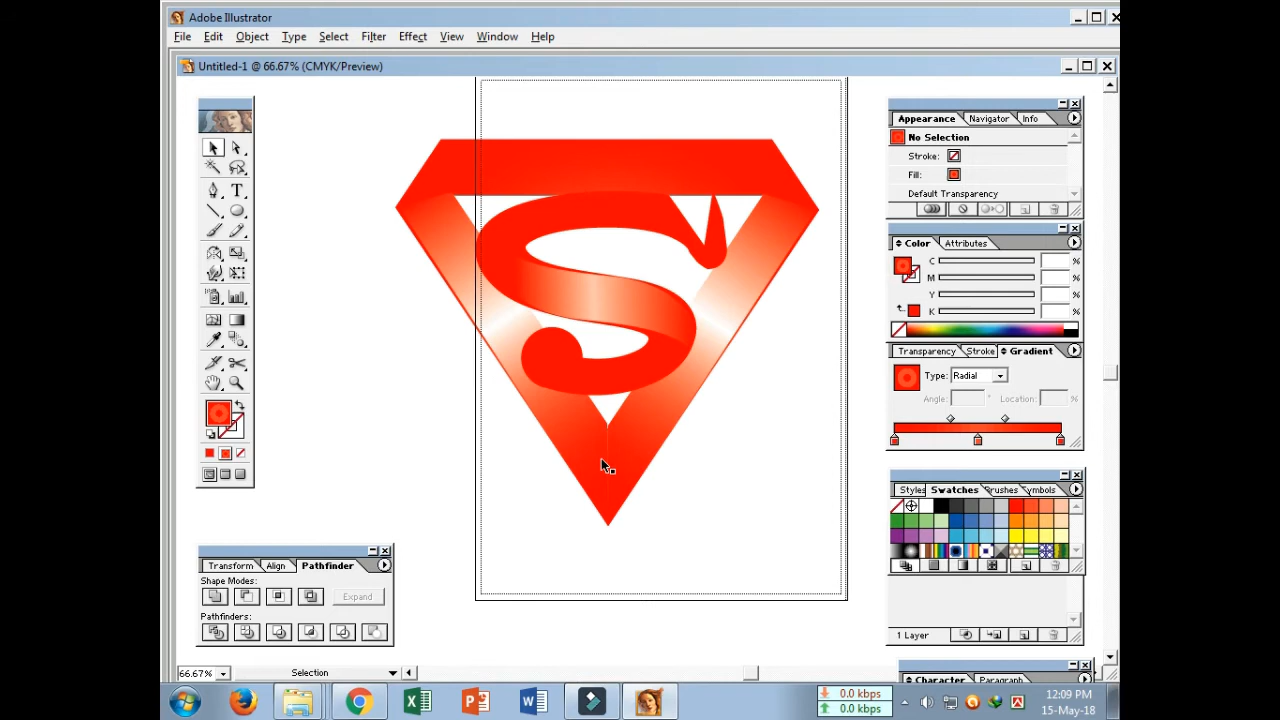 Adobe Illustrator
File Edit Object Type Select Filter Effect View Window Help
Untitled-1 @ 66.67% (CMYK/Preview)
Appearance Navigator Info
No Selection
Stroke:
Fill:
Default Transparency
Color Attributes
C %
M %
Y %
K %
Transparency Stroke Gradient
Type: Radial
Angle: ° Location: %
Styles Swatches Brushes Symbols
1 Layer
Character Paragraph
T
S
Transform Align Pathfinder
Shape Modes:
Expand
Pathfinders:
66.67% Selection
0.0 kbps
0.0 kbps
12:09 PM
15-May-18